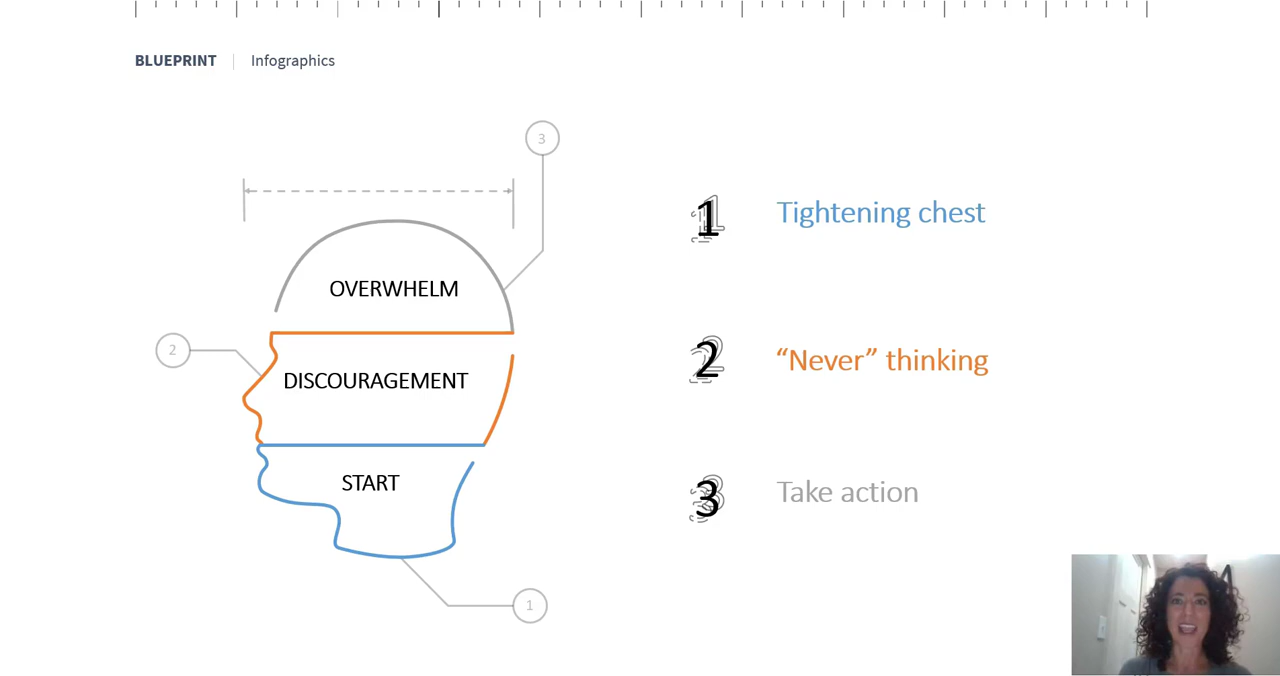 BLUEPRINT Infographics
3
OVERWHELM
2
DISCOURAGEMENT
START
1
1 Tightening chest
2 “Never” thinking
3 Take action